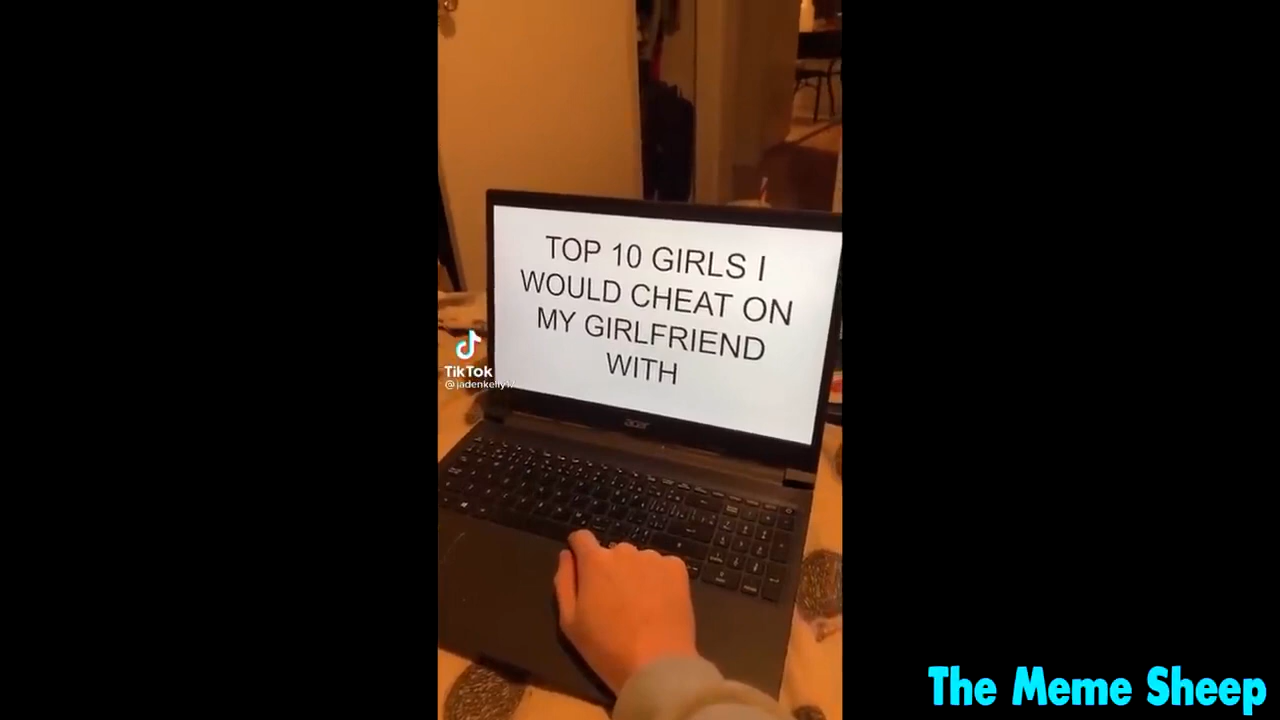 TOP 10 GIRLS I
WOULD CHEAT ON
MY GIRLFRIEND
WITH
acer
TikTok
The Meme Sheep